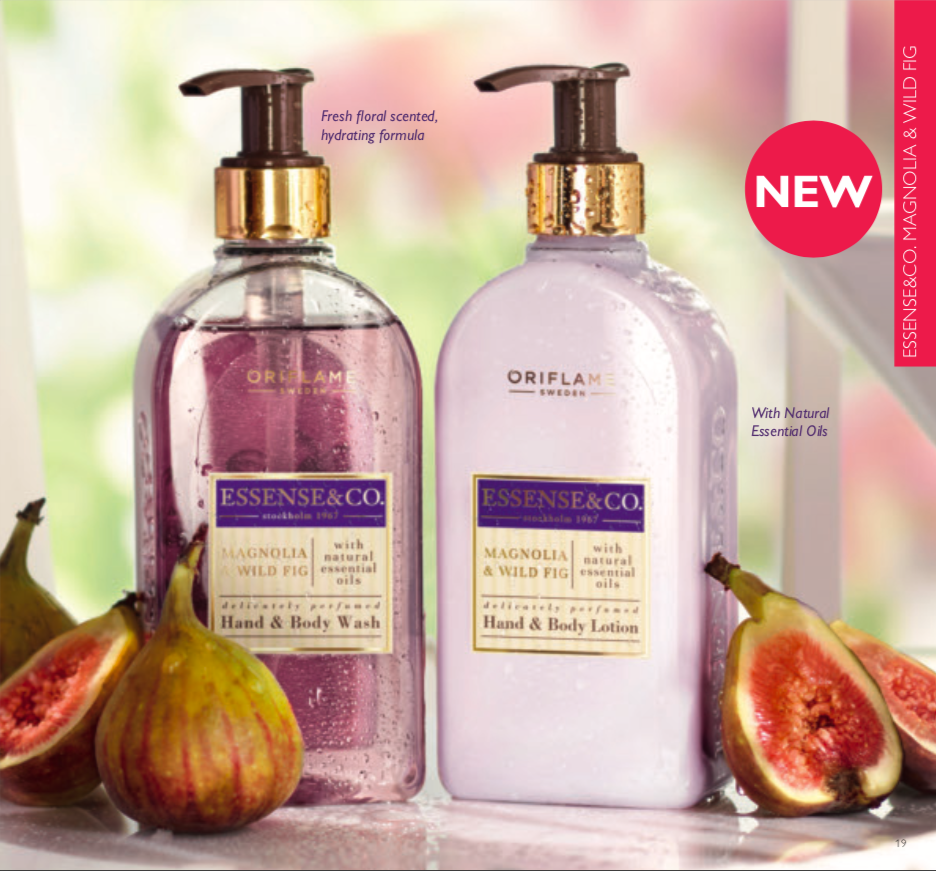 Fresh floral scented,
hydrating formula
NEW
ESSENSE&CO. MAGNOLIA & WILD FIG
ORIFLAME
SWEDEN
ESSENSE&CO.
stockholm 1967
MAGNOLIA
& WILD FIG
with
natural
essential
oils
delicately perfumed
Hand & Body Wash
ORIFLAME
SWEDEN
ESSENSE&CO.
stockholm 1967
MAGNOLIA
& WILD FIG
with
natural
essential
oils
delicately perfumed
Hand & Body Lotion
With Natural
Essential Oils
19